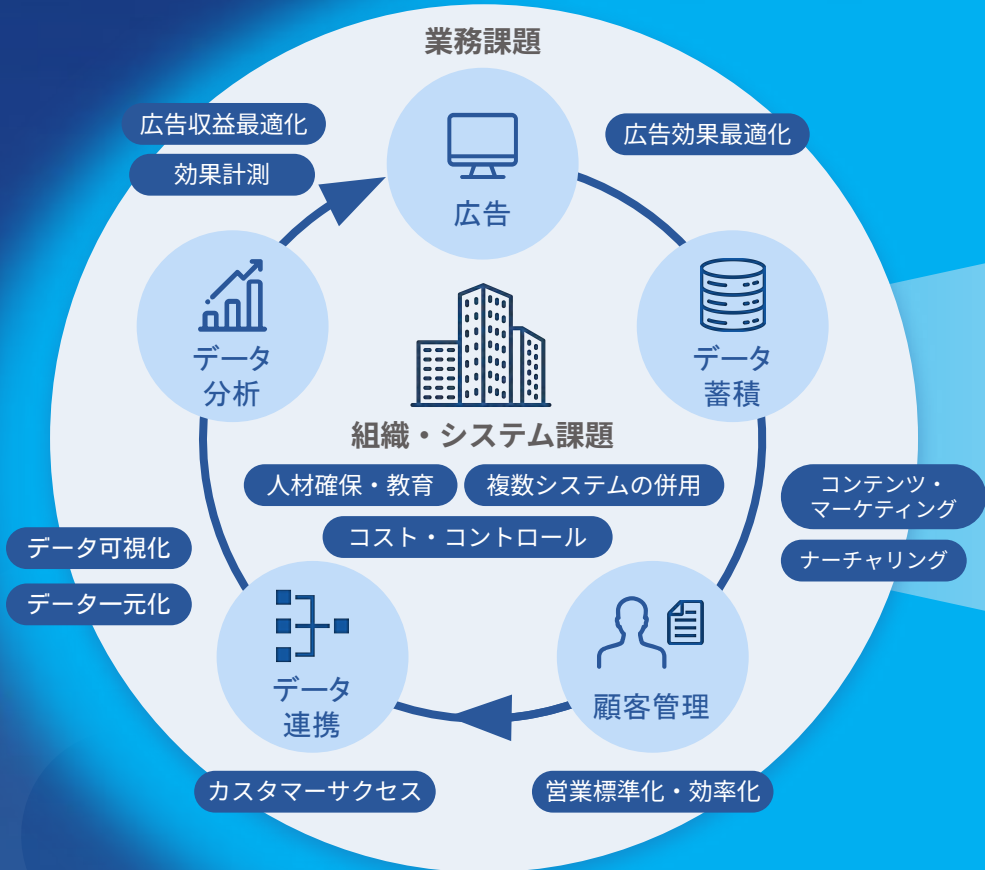 業務課題
広告収益最適化
効果計測
広告効果最適化
広告
データ
分析
データ
蓄積
組織・システム課題
人材確保・教育
複数システムの併用
コスト・コントロール
コンテンツ・
マーケティング
ナーチャリング
データ可視化
データ一元化
データ
連携
顧客管理
カスタマーサクセス
営業標準化・効率化